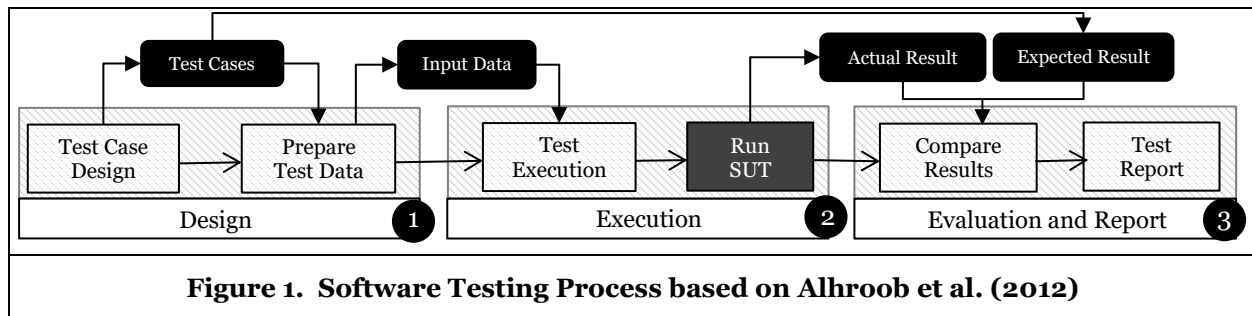 Test Cases
Input Data
Actual Result
Expected Result
Test Case
Design
Prepare
Test Data
Test
Execution
Run
SUT
Compare
Results
Test
Report
Design
1
Execution
2
Evaluation and Report
3
Figure 1. Software Testing Process based on Alhroob et al. (2012)